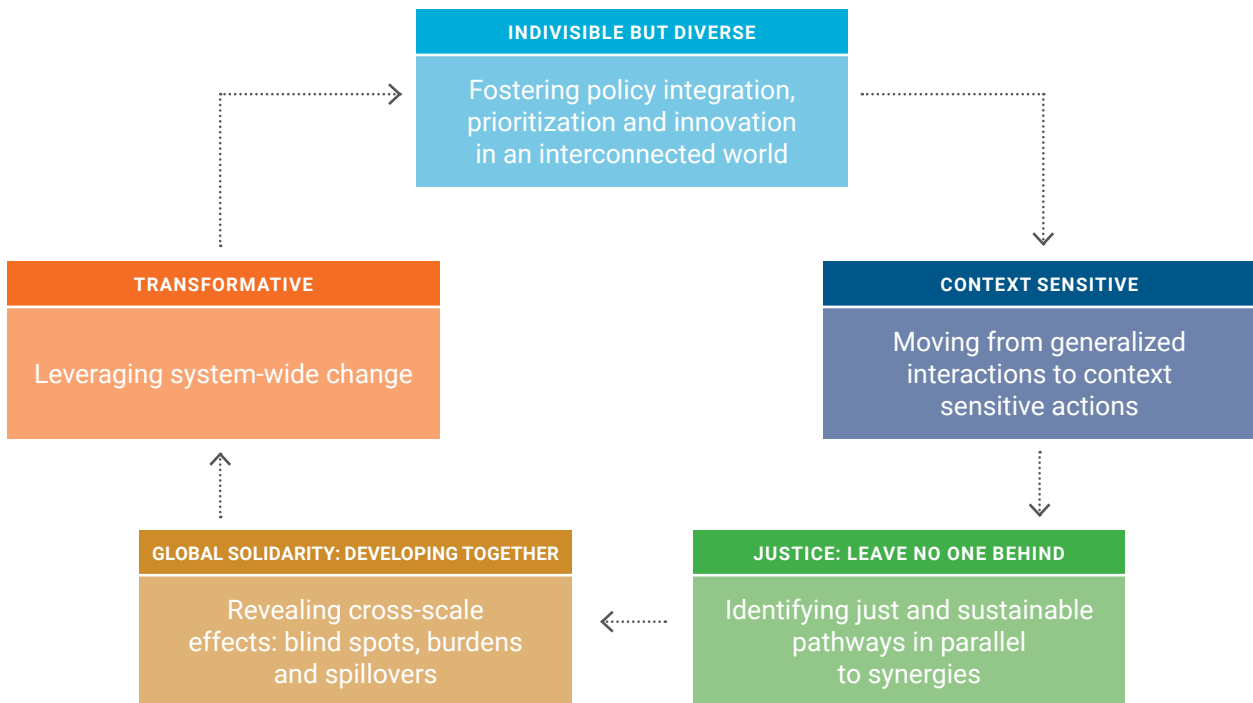 INDIVISIBLE BUT DIVERSE
Fostering policy integration,
prioritization and innovation
in an interconnected world
CONTEXT SENSITIVE
Moving from generalized
interactions to context
sensitive actions
JUSTICE: LEAVE NO ONE BEHIND
Identifying just and sustainable
pathways in parallel
to synergies
GLOBAL SOLIDARITY: DEVELOPING TOGETHER
Revealing cross-scale
effects: blind spots, burdens
and spillovers
TRANSFORMATIVE
Leveraging system-wide change